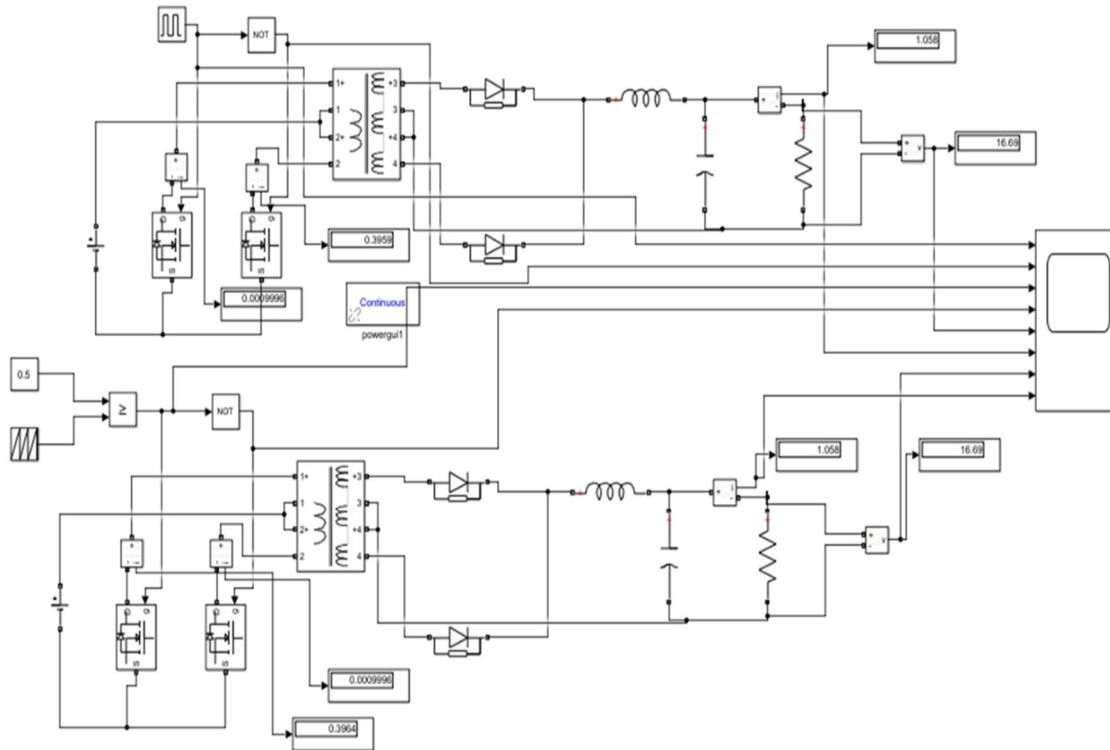 NOT
1.058
1+
+3
1
3
2+
+4
2
4
+
-
i
+
-
v
16.69
g
D
S
g
D
S
0.3959
0.0009996
Continuous
powergui1
0.5
≥
NOT
1+
+3
1
3
2+
+4
2
4
1.058
16.69
+
-
i
+
-
v
g
D
S
g
D
S
0.0009996
0.3964